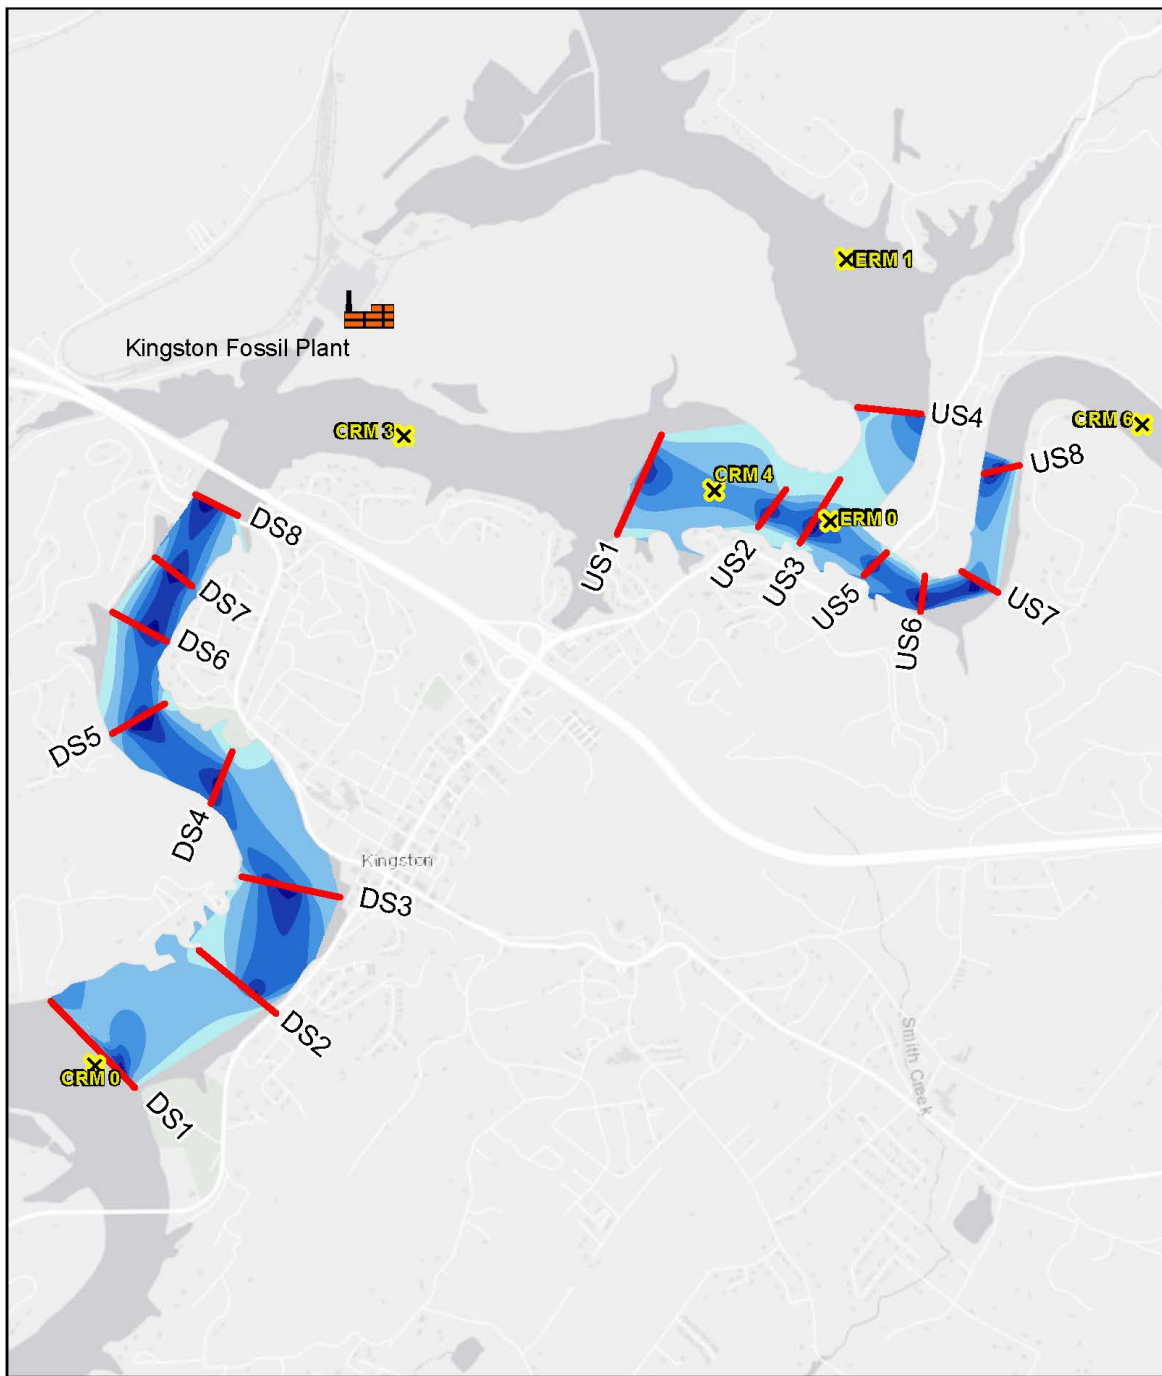 ERM 1
Kingston Fossil Plant
US4
CRM 6
CRM 3
US8
CRM 4
ERM 0
DS8
US1
US2
US3
US5
US7
DS7
US6
DS6
DS5
DS4
Kingston
DS3
DS2
Smith Creek
CRM 0
DS1